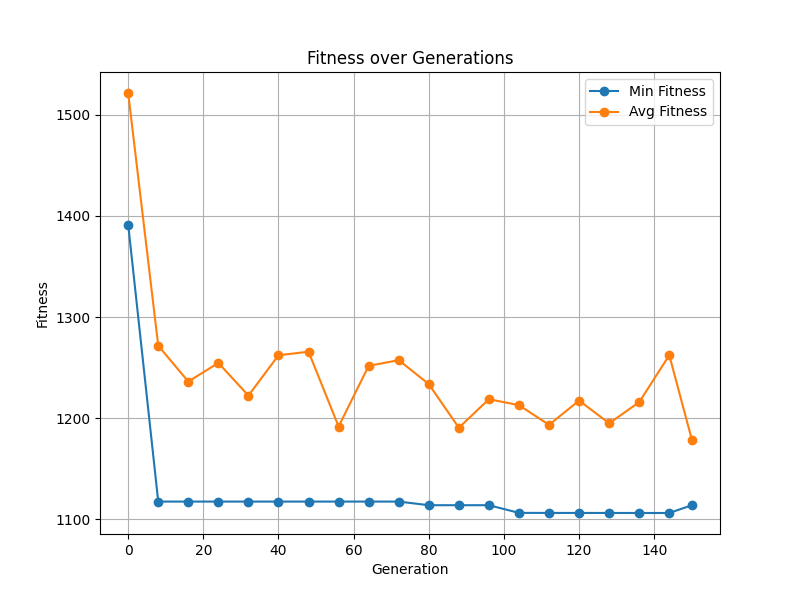 Fitness over Generations
Min Fitness
Avg Fitness
Fitness
1500
1400
1300
1200
1100
0 20 40 60 80 100 120 140
Generation